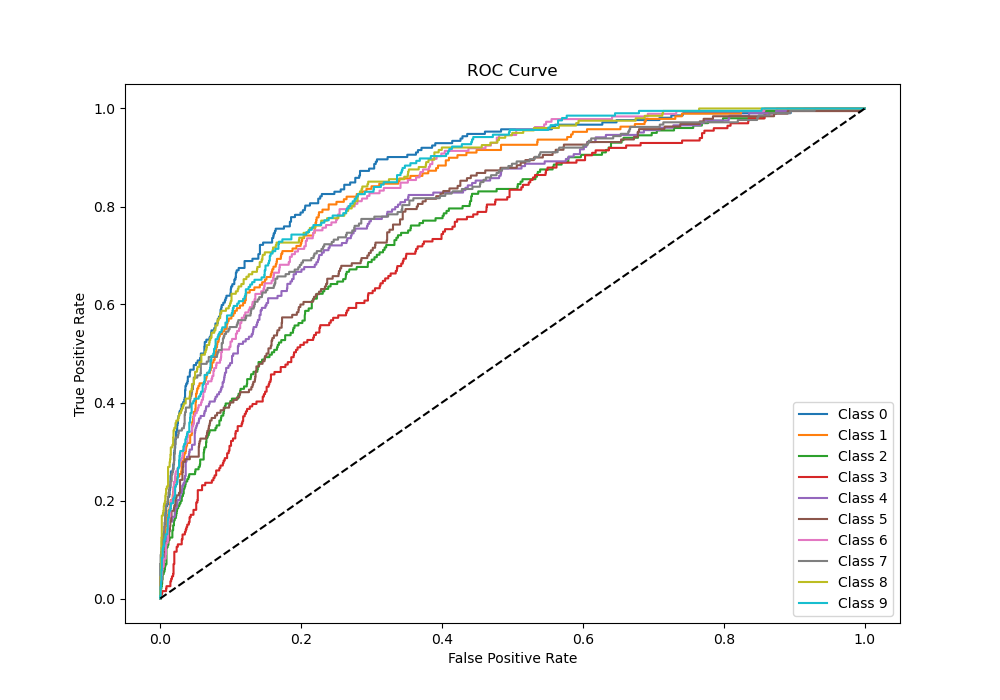 ROC Curve
True Positive Rate
1.0
0.8
0.6
0.4
0.2
0.0
0.0 0.2 0.4 0.6 0.8 1.0
False Positive Rate
Class 0
Class 1
Class 2
Class 3
Class 4
Class 5
Class 6
Class 7
Class 8
Class 9